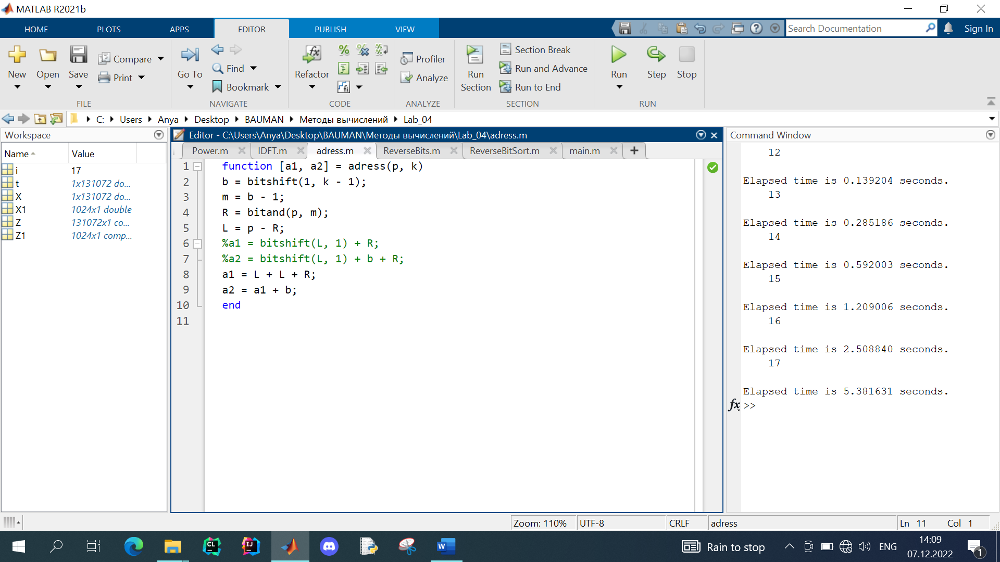 MATLAB R2021b
HOME PLOTS APPS EDITOR PUBLISH VIEW
Search Documentation
Sign In
New
Open
Save
Compare
Print
FILE
Go To
Find
Bookmark
NAVIGATE
Refactor
CODE
Profiler
Analyze
ANALYZE
Run Section
Section Break
Run and Advance
Run to End
SECTION
Run
Step
Stop
RUN
C: Users Anya Desktop BAUMAN Методы вычислений Lab_04
Workspace
Name Value
i 17
t 1x131072 do...
X 1x131072 do...
X1 1024x1 double
Z 131072x1 co...
Z1 1024x1 comp...
Editor - C:\Users\Anya\Desktop\BAUMAN\Методы вычислений\Lab_04\adress.m
Power.m IDFT.m adress.m ReverseBits.m ReverseBitSort.m main.m
1 function [a1, a2] = adress(p, k)
2 b = bitshift(1, k - 1);
3 m = b - 1;
4 R = bitand(p, m);
5 L = p - R;
6 %a1 = bitshift(L, 1) + R;
7 %a2 = bitshift(L, 1) + b + R;
8 a1 = L + L + R;
9 a2 = a1 + b;
10 end
11
Command Window
12
Elapsed time is 0.139204 seconds.
13
Elapsed time is 0.285186 seconds.
14
Elapsed time is 0.592003 seconds.
15
Elapsed time is 1.209006 seconds.
16
Elapsed time is 2.508840 seconds.
17
Elapsed time is 5.381631 seconds.
fx >>
Zoom: 110% UTF-8 CRLF adress Ln 11 Col 1
CL
IJ
W
Rain to stop
ENG
14:09
07.12.2022
1